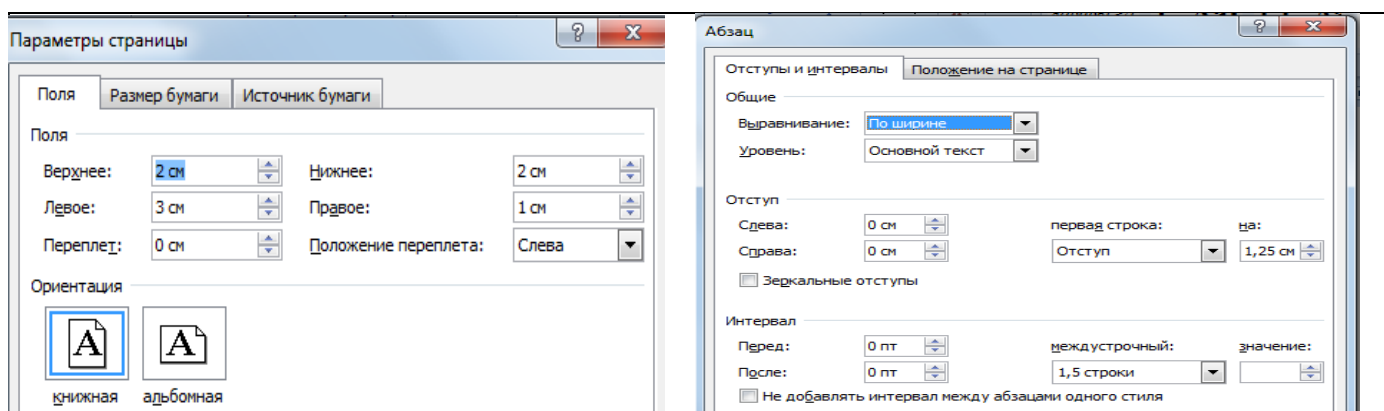 Параметры страницы
Поля Размер бумаги Источник бумаги
Поля
Верхнее: 2 см Нижнее: 2 см
Левое: 3 см Правое: 1 см
Переплет: 0 см Положение переплета: Слева
Ориентация
A A
книжная альбомная
Абзац
Отступы и интервалы Положение на странице
Общие
Выравнивание: По ширине
Уровень: Основной текст
Отступ
Слева: 0 см первая строка: на:
Справа: 0 см Отступ 1,25 см
Зеркальные отступы
Интервал
Перед: 0 пт междустрочный: значение:
После: 0 пт 1,5 строки
Не добавлять интервал между абзацами одного стиля